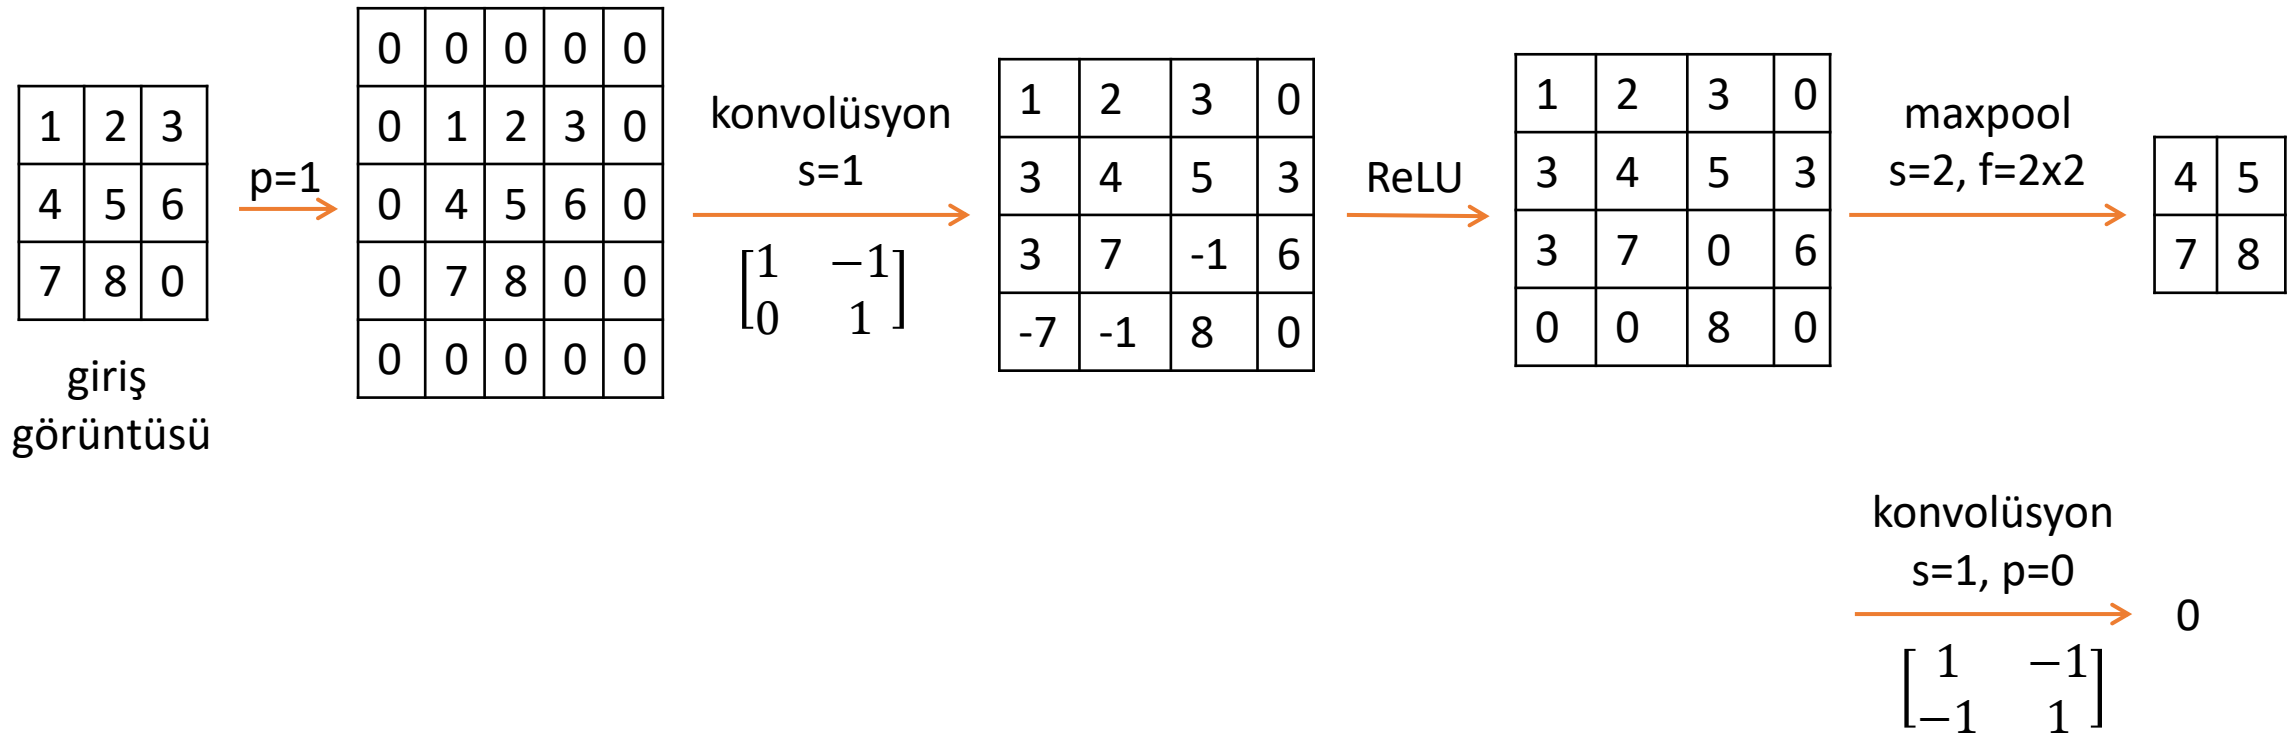 1 2 3
4 5 6
7 8 0
giriş
görüntüsü
p=1
0 0 0 0 0
0 1 2 3 0
0 4 5 6 0
0 7 8 0 0
0 0 0 0 0
konvolüsyon
s=1
1 −1
0 1
1 2 3 0
3 4 5 3
3 7 -1 6
-7 -1 8 0
ReLU
1 2 3 0
3 4 5 3
3 7 0 6
0 0 8 0
maxpool
s=2, f=2x2
4 5
7 8
konvolüsyon
s=1, p=0
1 −1
−1 1
0